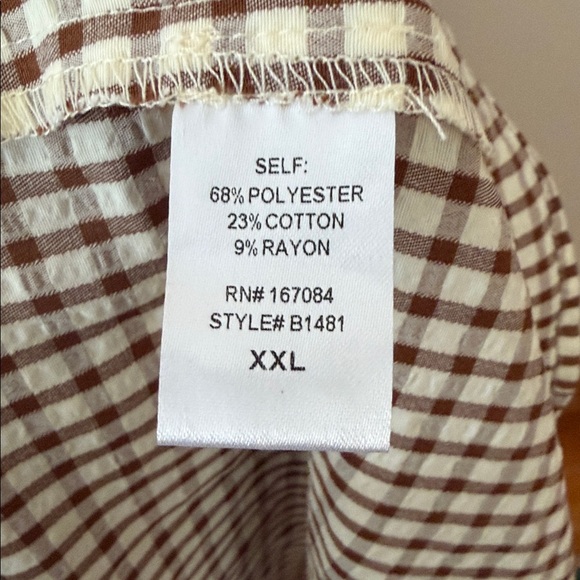 SELF:
68% POLYESTER
23% COTTON
9% RAYON
RN# 167084
STYLE# B1481
XXL